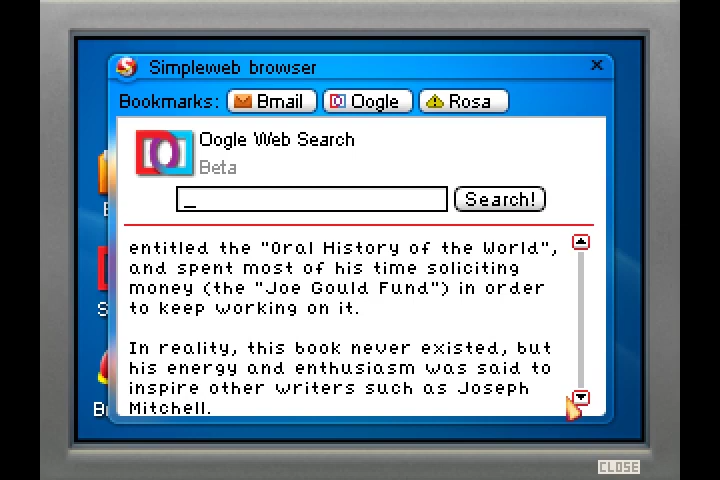 Simpleweb browser
Bookmarks: Bmail Oogle Rosa
Oogle Web Search
Beta
_ Search!
entitled the "Oral History of the World",
and spent most of his time soliciting
money (the "Joe Gould Fund") in order
to keep working on it.
In reality, this book never existed, but
his energy and enthusiasm was said to
inspire other writers such as Joseph
Mitchell.
CLOSE